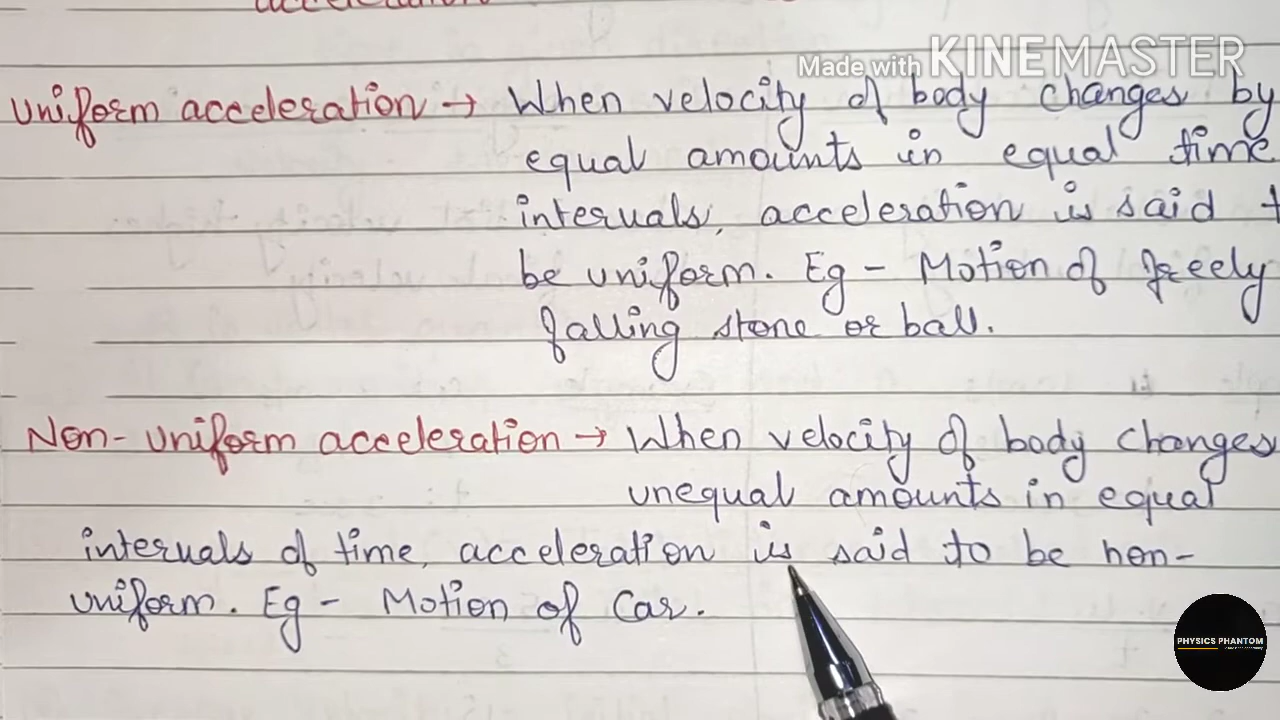 acceleration
Made with KINEMASTER
Uniform acceleration → When velocity of body changes by
equal amounts in equal time
intervals, acceleration is said t
be uniform. Eg - Motion of freely
falling stone or ball.
Non-uniform acceleration → When velocity of body changes
unequal amounts in equal
intervals of time, acceleration is said to be non-
uniform. Eg - Motion of Car.
PHYSICS PHANTOM